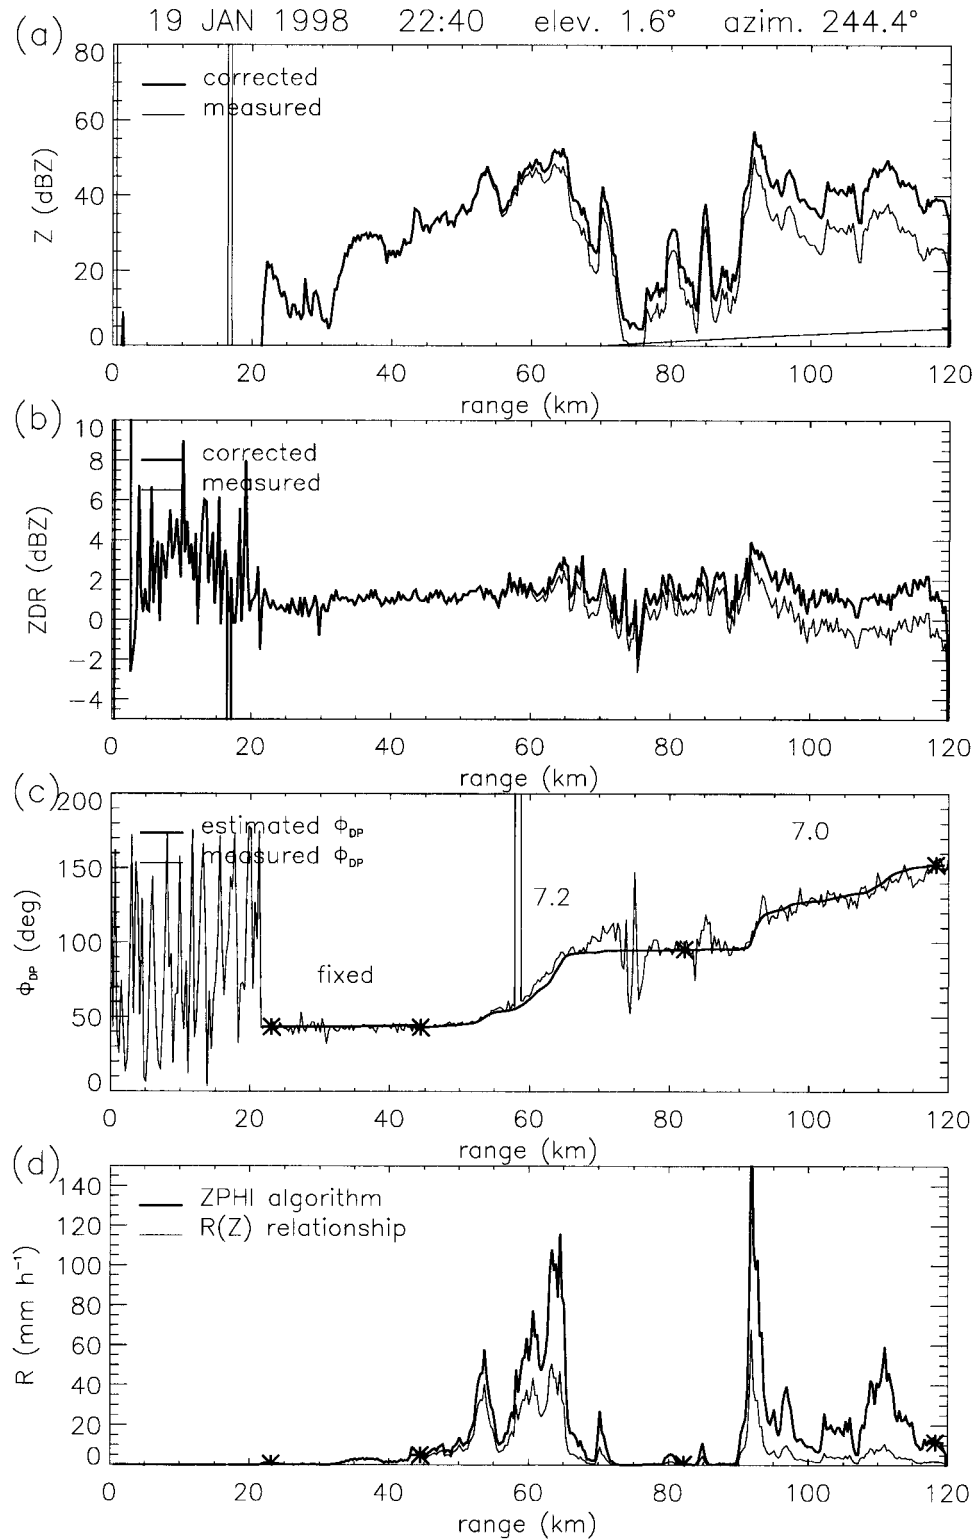 (a) 19 JAN 1998 22:40 elev. 1.6° azim. 244.4°
80
60
40
20
0
Z (dBZ)
corrected
measured
0 20 40 60 80 100 120
range (km)
(b)
10
8
6
4
2
0
−2
−4
ZDR (dBZ)
corrected
measured
0 20 40 60 80 100 120
range (km)
(c)
200
150
100
50
0
Φ_DP (deg)
estimated Φ_DP
measured Φ_DP
fixed
7.2
7.0
0 20 40 60 80 100 120
range (km)
(d)
140
120
100
80
60
40
20
0
R (mm h⁻¹)
ZPHI algorithm
R(Z) relationship
0 20 40 60 80 100 120
range (km)